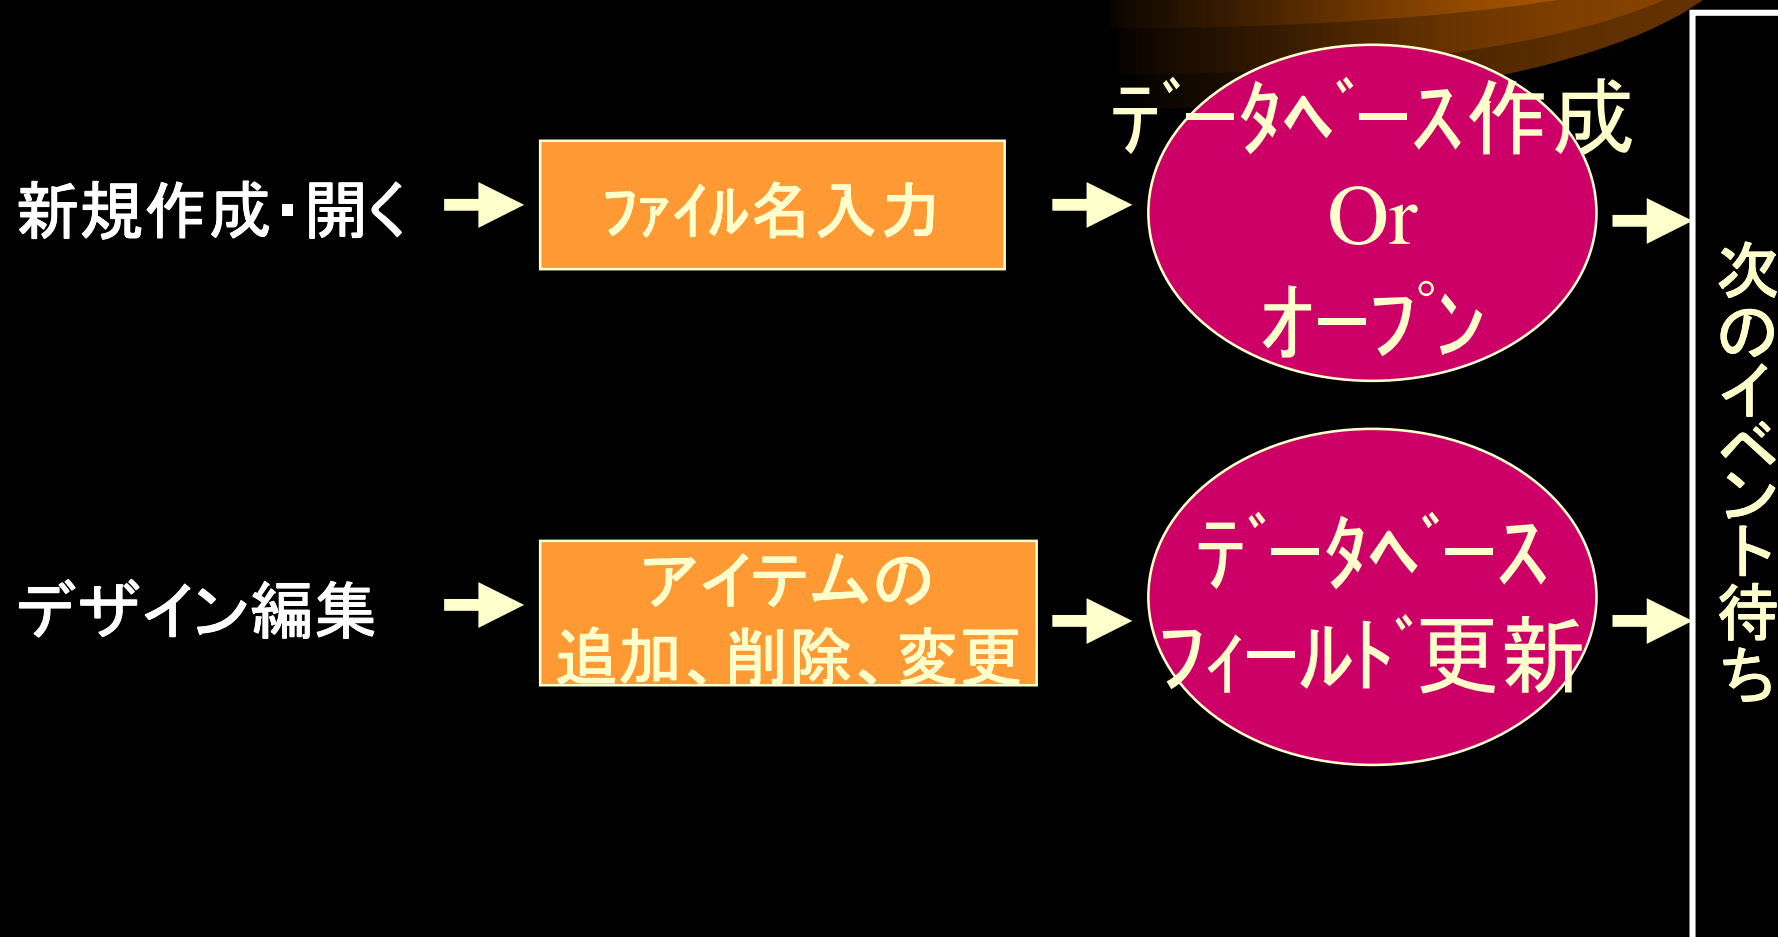 新規作成・開く
ﾌｧｲﾙ名入力
ﾃﾞｰﾀﾍﾞｰｽ作成
Or
ｵｰﾌﾟﾝ
デザイン編集
アイテムの
追加、削除、変更
ﾃﾞｰﾀﾍﾞｰｽ
ﾌｨｰﾙﾄﾞ更新
次のイベント待ち